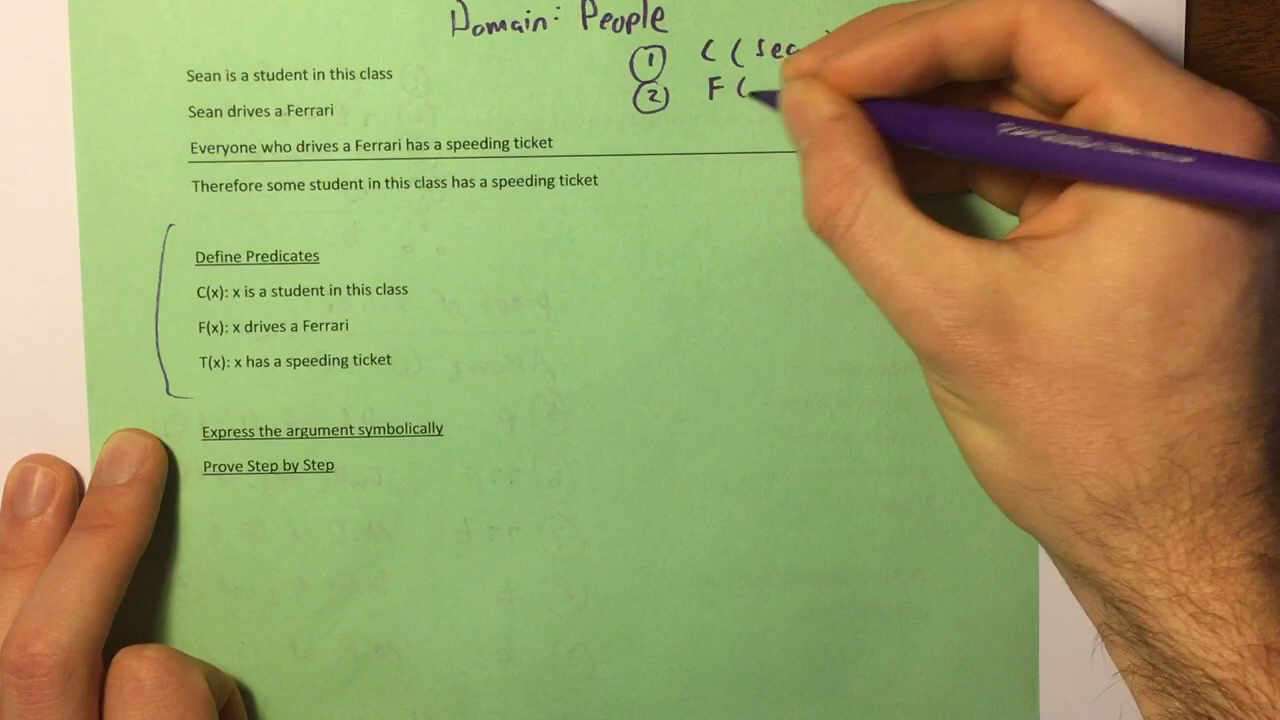 Domain: People
① C (Sea
② F (
Sean is a student in this class
Sean drives a Ferrari
Everyone who drives a Ferrari has a speeding ticket
Therefore some student in this class has a speeding ticket
Define Predicates
C(x): x is a student in this class
F(x): x drives a Ferrari
T(x): x has a speeding ticket
Express the argument symbolically
Prove Step by Step